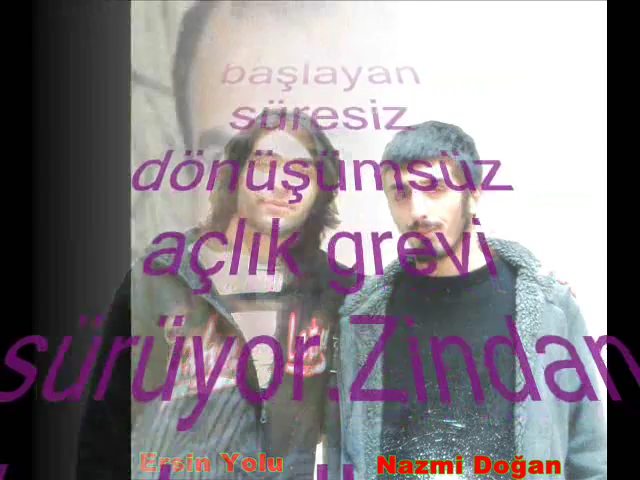 başlayan
süresiz
dönüşümsüz
açlık grevi
sürüyor.Zindan
Ersin Yolu
Nazmi Doğan